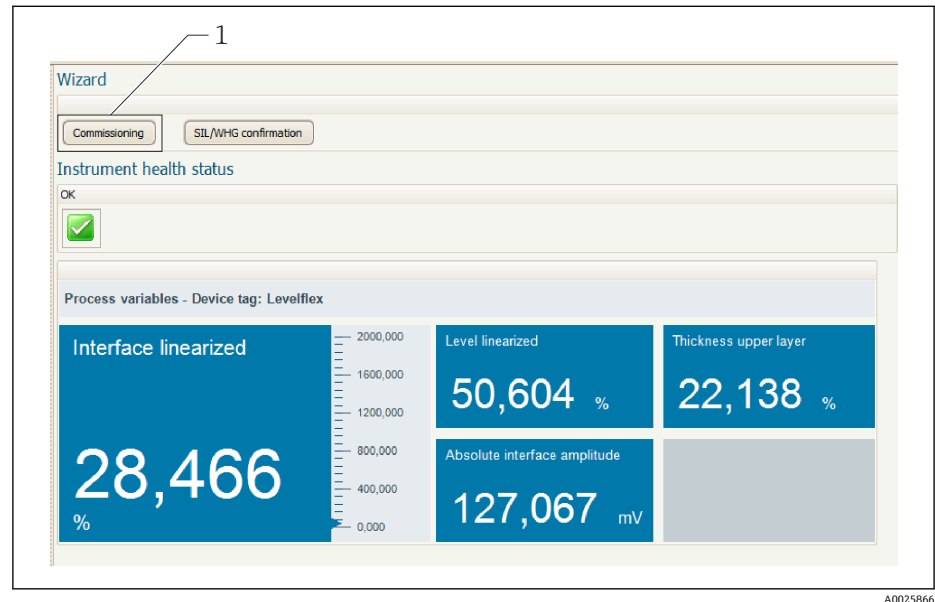 1
Wizard
Commissioning
SIL/WHG confirmation
Instrument health status
OK
Process variables - Device tag: Levelflex
Interface linearized
28,466
%
2000,000
1600,000
1200,000
800,000
400,000
0,000
Level linearized
50,604 %
Thickness upper layer
22,138 %
Absolute interface amplitude
127,067 mV
A0025866